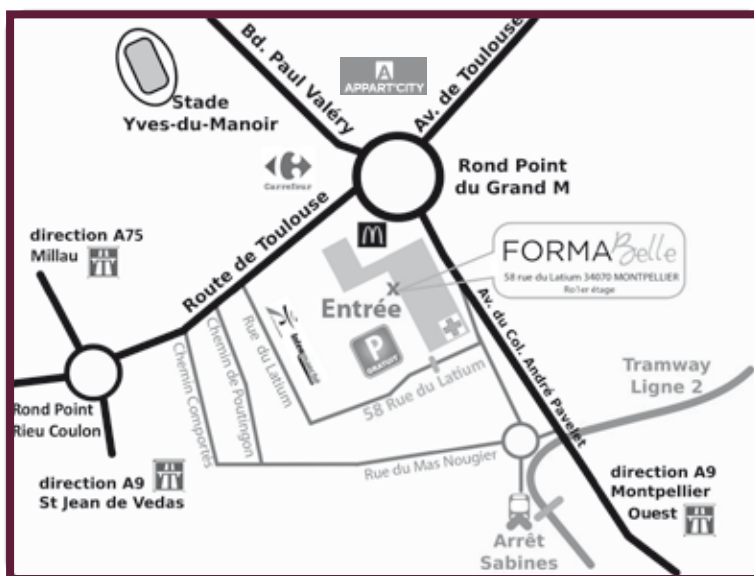 Bd. Paul Valéry
A
APPART'CITY
Av. de Toulouse
Stade
Yves-du-Manoir
Carrefour
Rond Point
du Grand M
Route de Toulouse
direction A75
Millau
FORMABelle
58 rue du Latium 34070 MONTPELLIER
Entrée
P
GRATUIT
Intermarché
Rue du Latium
Chemin de Poutingon
Chemin Comportés
58 Rue du Latium
Av. du Col. André Pavelet
Tramway
Ligne 2
Rond Point
Rieu Coulon
Rue du Mas Nougier
direction A9
St Jean de Vedas
direction A9
Montpellier
Ouest
Arrêt
Sabines